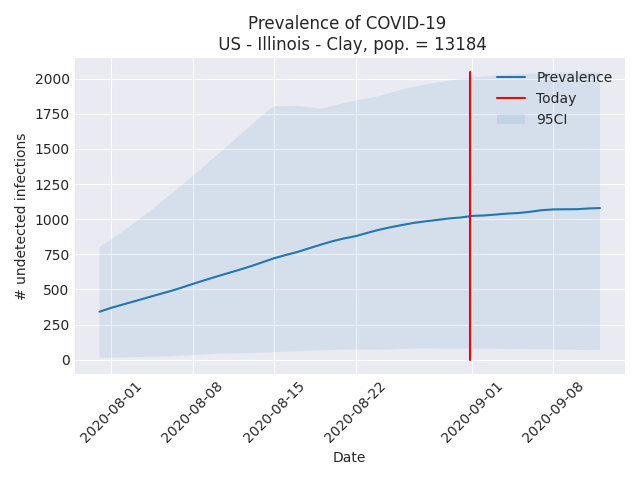 Prevalence of COVID-19
US - Illinois - Clay, pop. = 13184
# undetected infections
2000
1750
1500
1250
1000
750
500
250
0
Prevalence
Today
95CI
2020-08-01
2020-08-08
2020-08-15
2020-08-22
2020-09-01
2020-09-08
Date